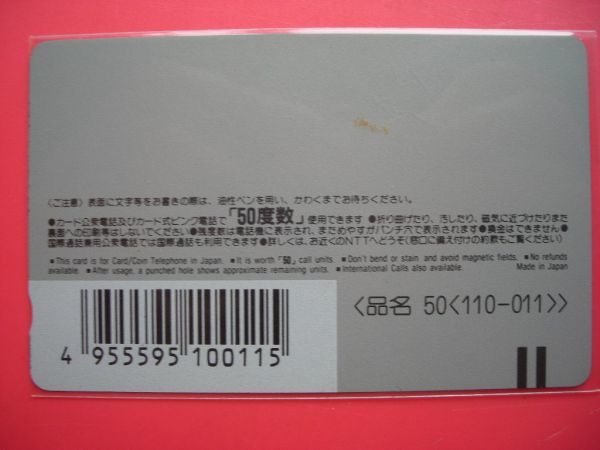 〈ご注意〉表面に文字等をお書きの際は、油性ペンを用い、かわくまでお待ちください。
●カード公衆電話及びカード式ピンク電話で「50度数」使用できます ●折り曲げたり、汚したり、磁気に近づけたりまた
裏面への印刷等はしないでください ●残度数は電話機に表示され、まためやすがパンチ穴で表示されます ●換金はできません ●
国際通話兼用公衆電話では国際通話も利用できます ●詳しくは、お近くのNTTへどうぞ(窓口に備え付けの約款もご覧ください)
■ This card is for Card/Coin Telephone in Japan. ■ It is worth「50」call units. ■ Don't bend or stain and avoid magnetic fields. ■ No refunds
available. ■ After usage, a punched hole shows approximate remaining units. ■ International Calls also available. Made in Japan
〈品名 50〈110-011〉〉
4 955595 100115